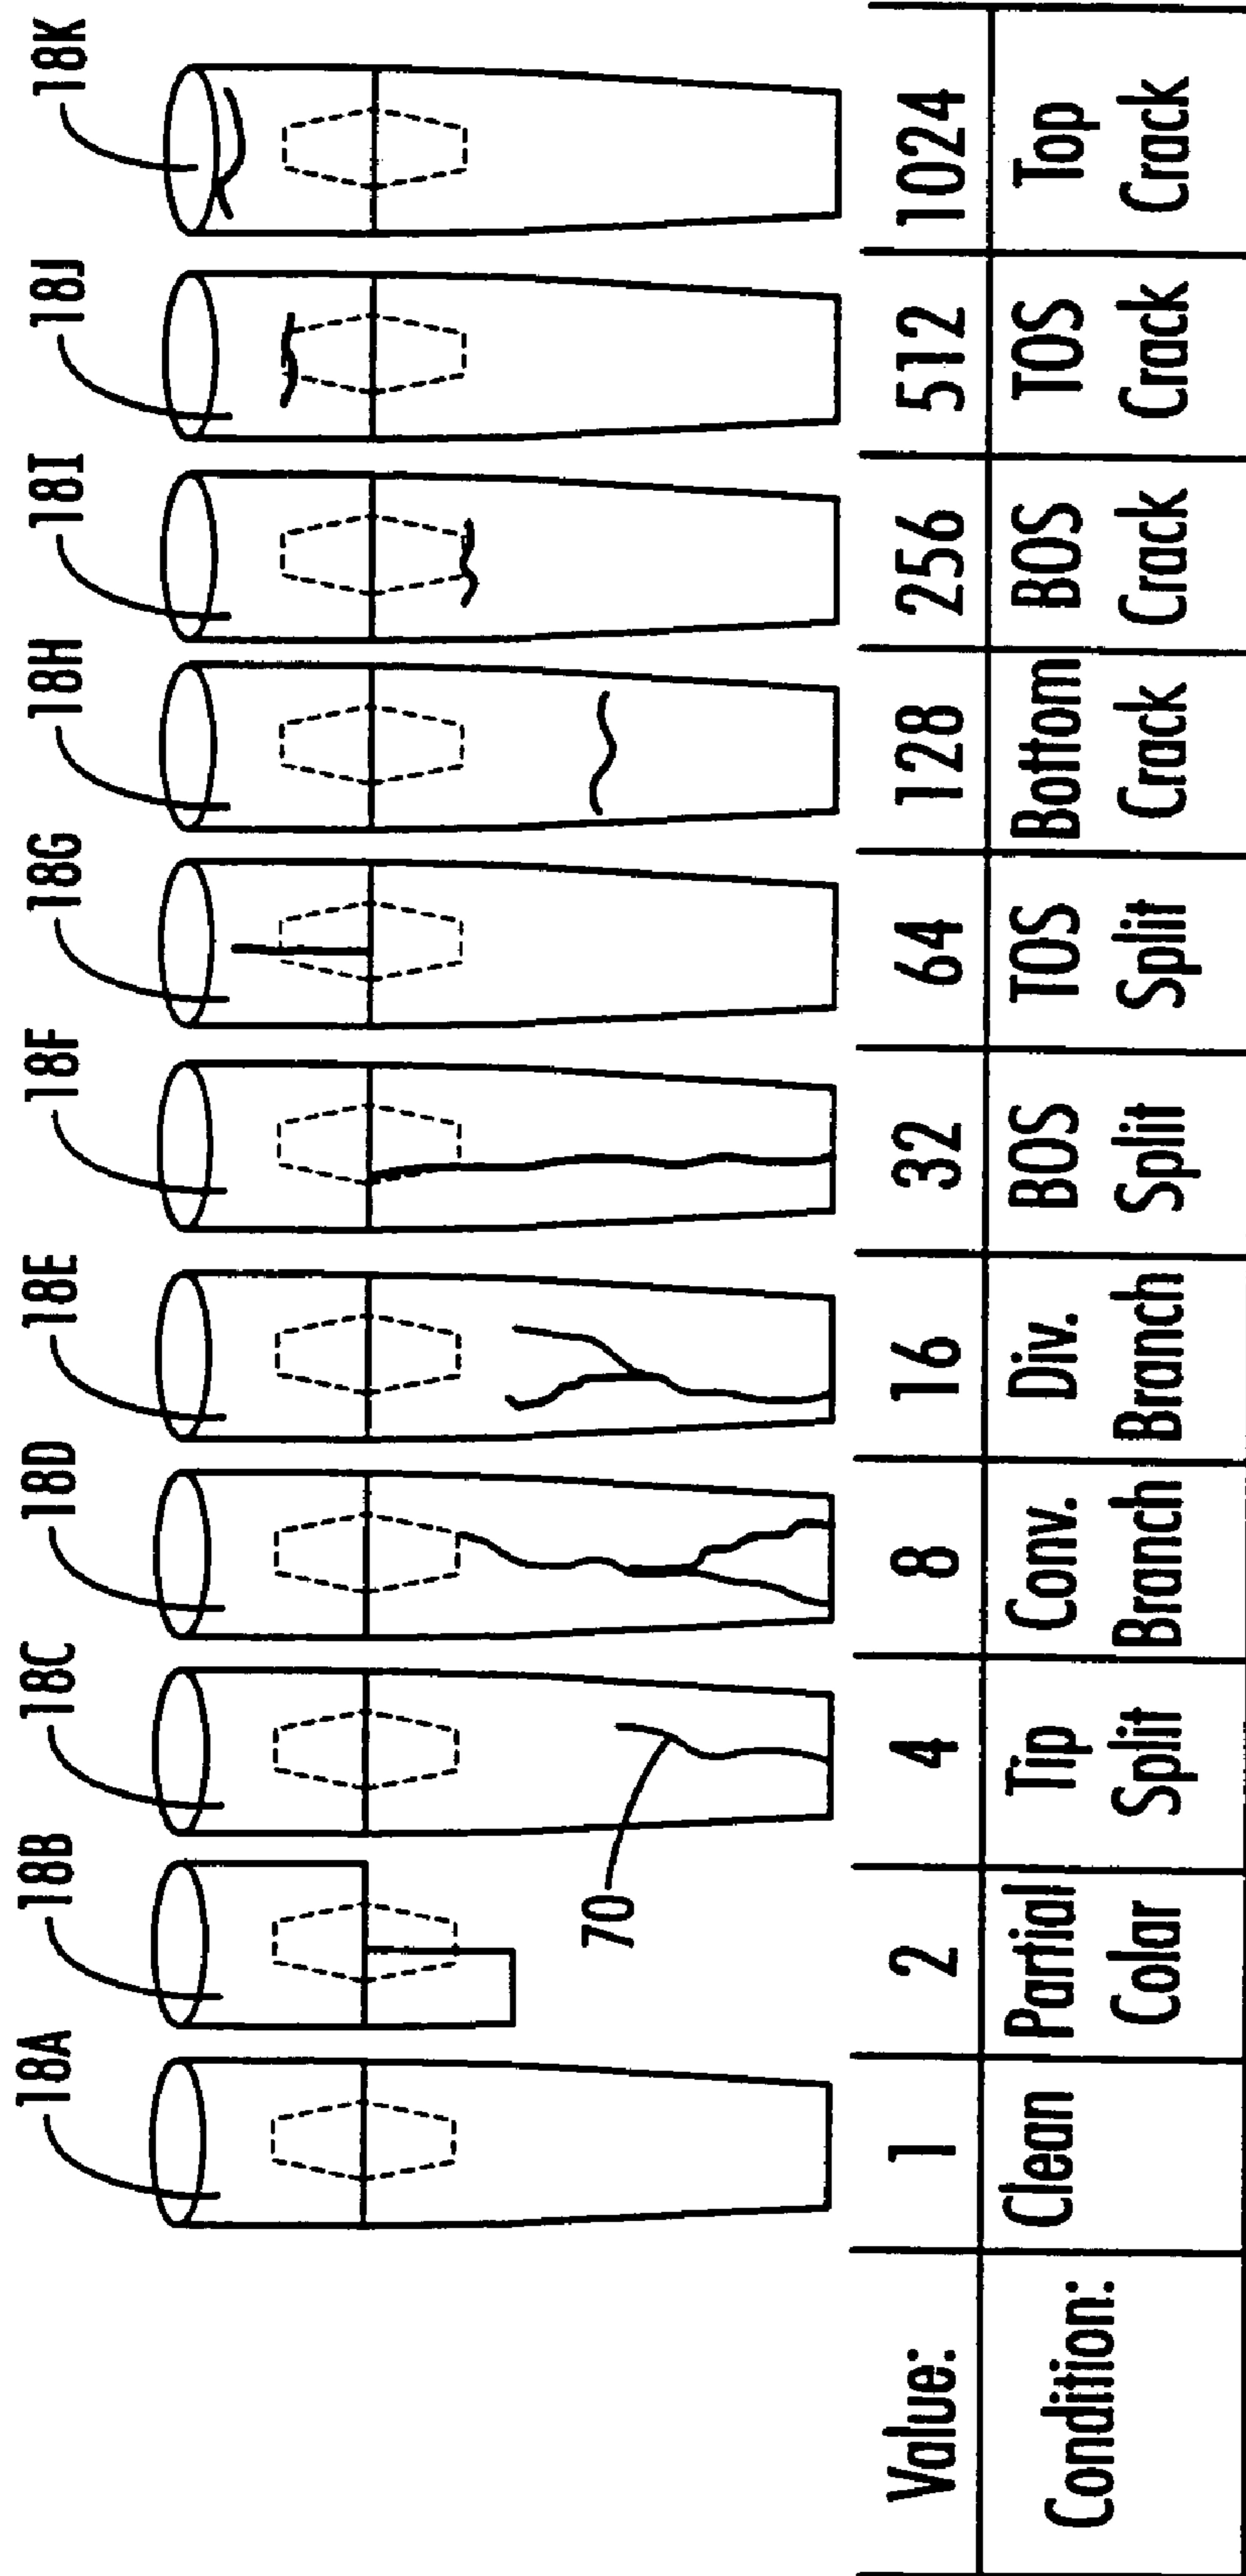 18A 18B 18C 18D 18E 18F 18G 18H 18I 18J 18K
70
Value: 1 2 4 8 16 32 64 128 256 512 1024
Condition: Clean Partial Tip Conv. Div. BOS TOS Bottom BOS TOS Top
Colar Split Branch Branch Split Split Crack Crack Crack Crack